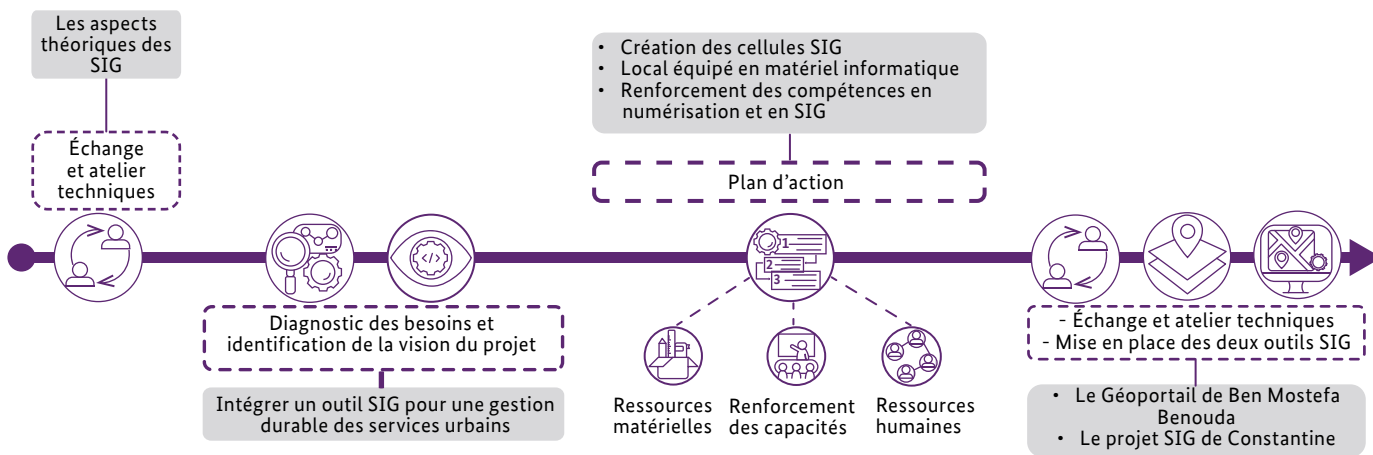 Les aspects
théoriques des
SIG
Échange
et atelier
techniques
</>
Diagnostic des besoins et
identification de la vision du projet
Intégrer un outil SIG pour une gestion
durable des services urbains
• Création des cellules SIG
• Local équipé en matériel informatique
• Renforcement des compétences en
numérisation et en SIG
Plan d'action
1
2
3
Ressources
matérielles
Renforcement
des capacités
Ressources
humaines
- Échange et atelier techniques
- Mise en place des deux outils SIG
• Le Géoportail de Ben Mostefa
Benouda
• Le projet SIG de Constantine